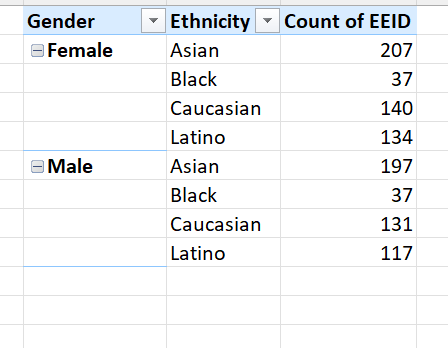 Gender Ethnicity Count of EEID
Female Asian 207
Black 37
Caucasian 140
Latino 134
Male Asian 197
Black 37
Caucasian 131
Latino 117